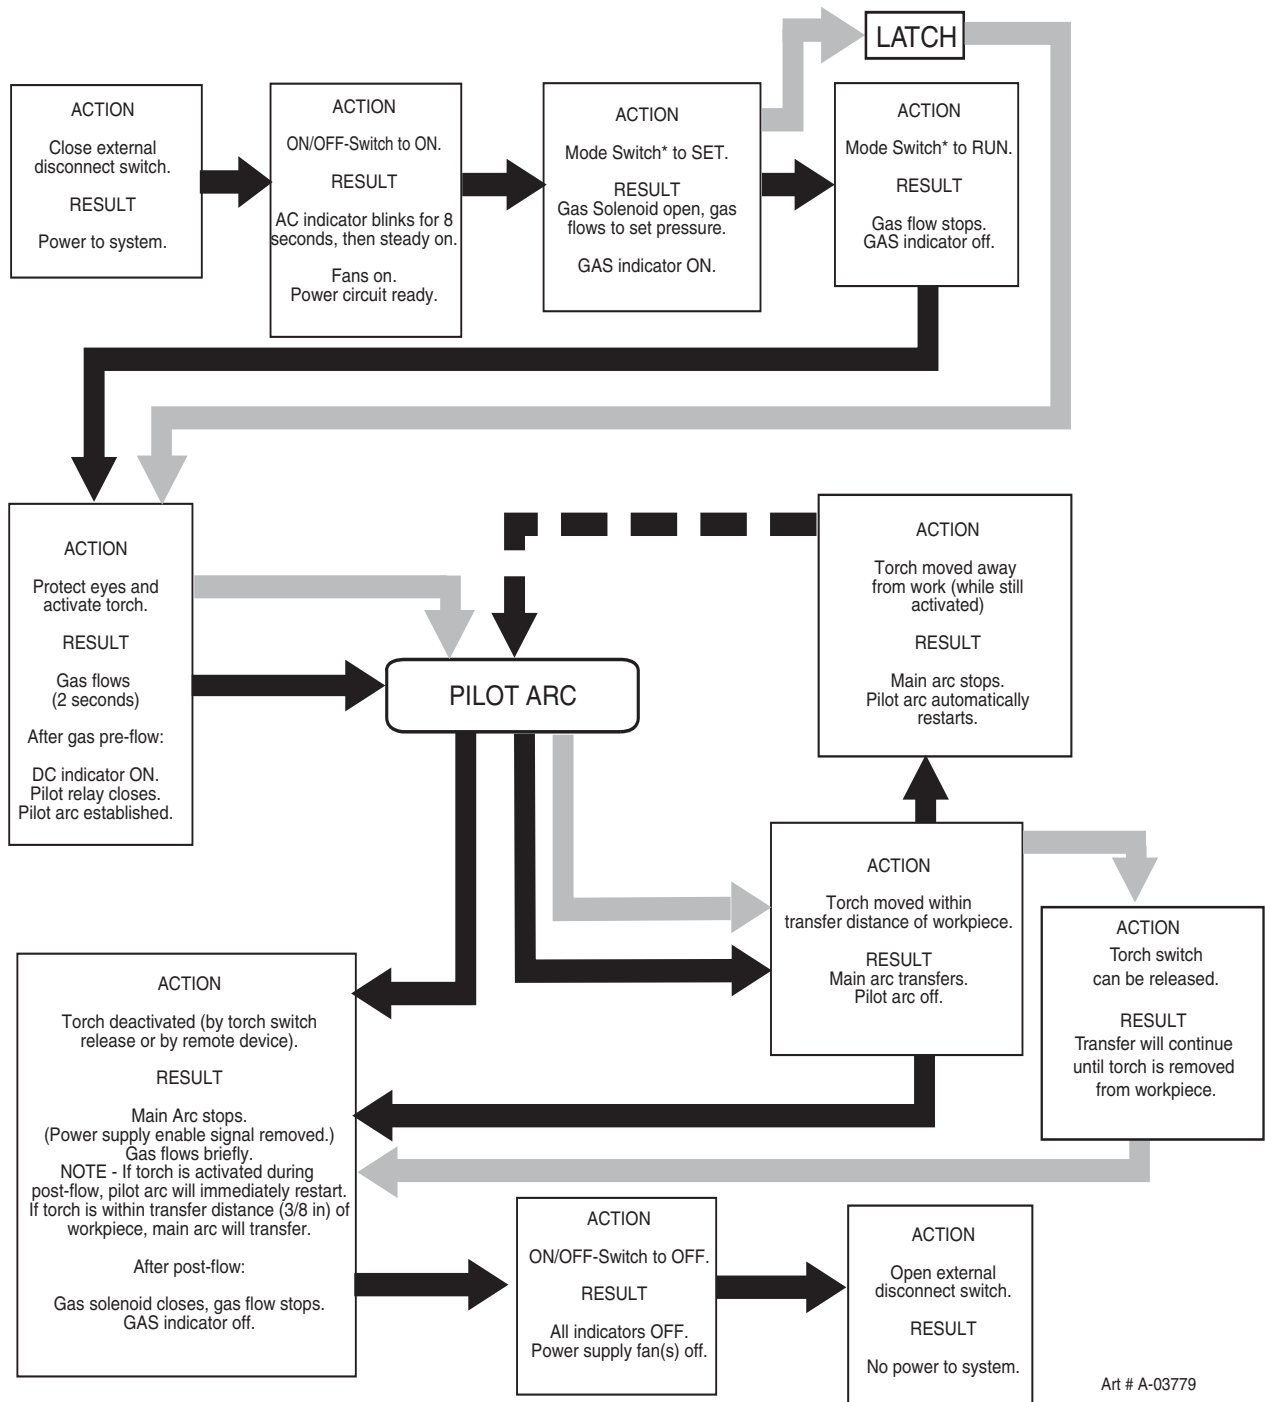 LATCH
ACTION
Close external
disconnect switch.
RESULT
Power to system.
ACTION
ON/OFF-Switch to ON.
RESULT
AC indicator blinks for 8
seconds, then steady on.
Fans on.
Power circuit ready.
ACTION
Mode Switch* to SET.
RESULT
Gas Solenoid open, gas
flows to set pressure.
GAS indicator ON.
ACTION
Mode Switch* to RUN.
RESULT
Gas flow stops.
GAS indicator off.
ACTION
Protect eyes and
activate torch.
RESULT
Gas flows
(2 seconds)
After gas pre-flow:
DC indicator ON.
Pilot relay closes.
Pilot arc established.
PILOT ARC
ACTION
Torch moved away
from work (while still
activated)
RESULT
Main arc stops.
Pilot arc automatically
restarts.
ACTION
Torch moved within
transfer distance of workpiece.
RESULT
Main arc transfers.
Pilot arc off.
ACTION
Torch switch
can be released.
RESULT
Transfer will continue
until torch is removed
from workpiece.
ACTION
Torch deactivated (by torch switch
release or by remote device).
RESULT
Main Arc stops.
(Power supply enable signal removed.)
Gas flows briefly.
NOTE - If torch is activated during
post-flow, pilot arc will immediately restart.
If torch is within transfer distance (3/8 in) of
workpiece, main arc will transfer.
After post-flow:
Gas solenoid closes, gas flow stops.
GAS indicator off.
ACTION
ON/OFF-Switch to OFF.
RESULT
All indicators OFF.
Power supply fan(s) off.
ACTION
Open external
disconnect switch.
RESULT
No power to system.
Art # A-03779